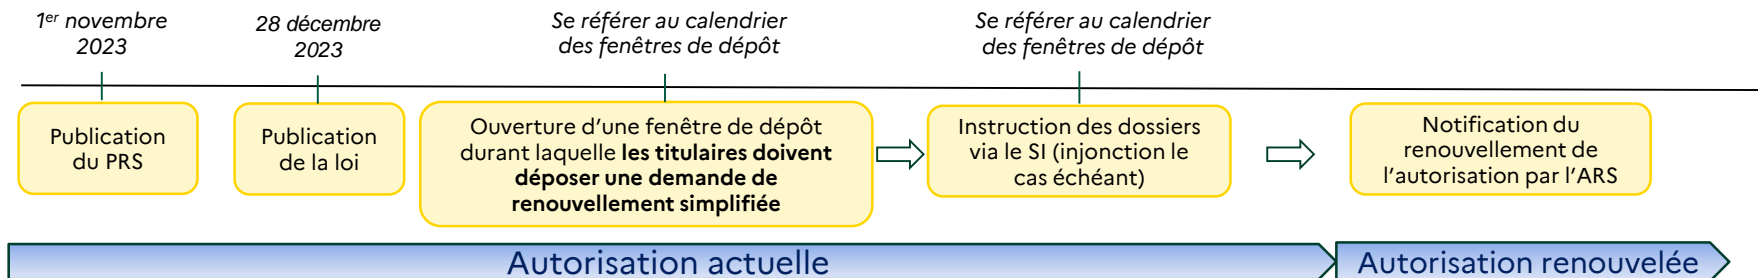 1er novembre
2023
28 décembre
2023
Se référer au calendrier
des fenêtres de dépôt
Se référer au calendrier
des fenêtres de dépôt
Publication
du PRS
Publication
de la loi
Ouverture d'une fenêtre de dépôt
durant laquelle les titulaires doivent
déposer une demande de
renouvellement simplifiée
Instruction des dossiers
via le SI (injonction le
cas échéant)
Notification du
renouvellement de
l'autorisation par l'ARS
Autorisation actuelle
Autorisation renouvelée